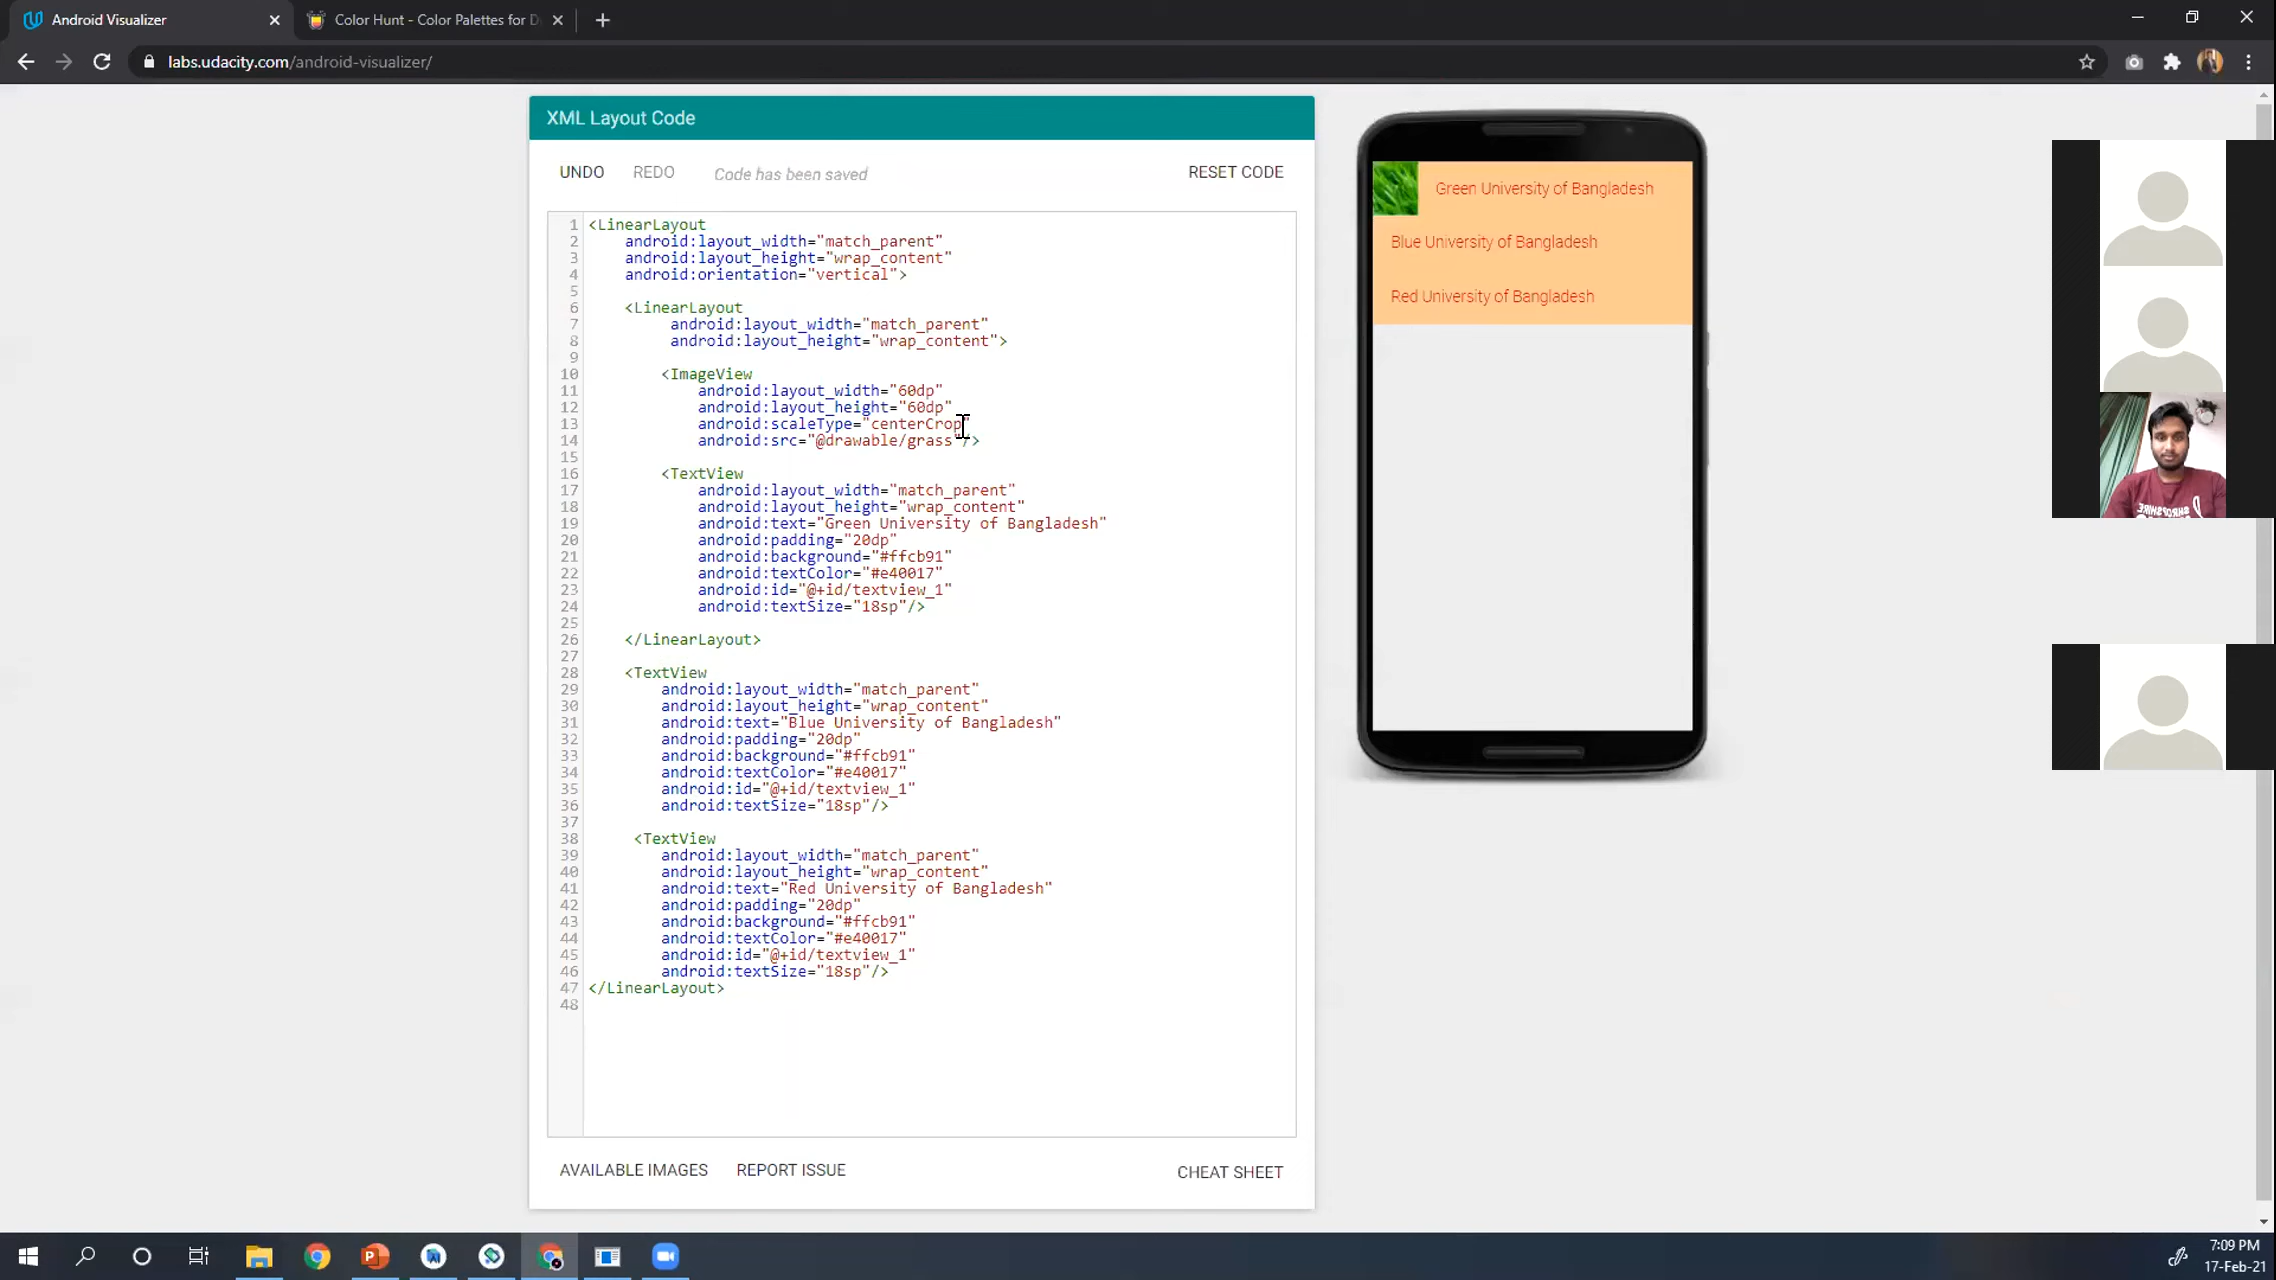 Android Visualizer
Color Hunt - Color Palettes for D
labs.udacity.com/android-visualizer/
XML Layout Code
UNDO
REDO
Code has been saved
RESET CODE
1 <LinearLayout
2 android:layout_width="match_parent"
3 android:layout_height="wrap_content"
4 android:orientation="vertical">
5
6 <LinearLayout
7 android:layout_width="match_parent"
8 android:layout_height="wrap_content">
9
10 <ImageView
11 android:layout_width="60dp"
12 android:layout_height="60dp"
13 android:scaleType="centerCrop"
14 android:src="@drawable/grass"/>
15
16 <TextView
17 android:layout_width="match_parent"
18 android:layout_height="wrap_content"
19 android:text="Green University of Bangladesh"
20 android:padding="20dp"
21 android:background="#ffcb91"
22 android:textColor="#e40017"
23 android:id="@+id/textview_1"
24 android:textSize="18sp"/>
25
26 </LinearLayout>
27
28 <TextView
29 android:layout_width="match_parent"
30 android:layout_height="wrap_content"
31 android:text="Blue University of Bangladesh"
32 android:padding="20dp"
33 android:background="#ffcb91"
34 android:textColor="#e40017"
35 android:id="@+id/textview_1"
36 android:textSize="18sp"/>
37
38 <TextView
39 android:layout_width="match_parent"
40 android:layout_height="wrap_content"
41 android:text="Red University of Bangladesh"
42 android:padding="20dp"
43 android:background="#ffcb91"
44 android:textColor="#e40017"
45 android:id="@+id/textview_1"
46 android:textSize="18sp"/>
47 </LinearLayout>
48
AVAILABLE IMAGES
REPORT ISSUE
CHEAT SHEET
Green University of Bangladesh
Blue University of Bangladesh
Red University of Bangladesh
7:09 PM
17-Feb-21